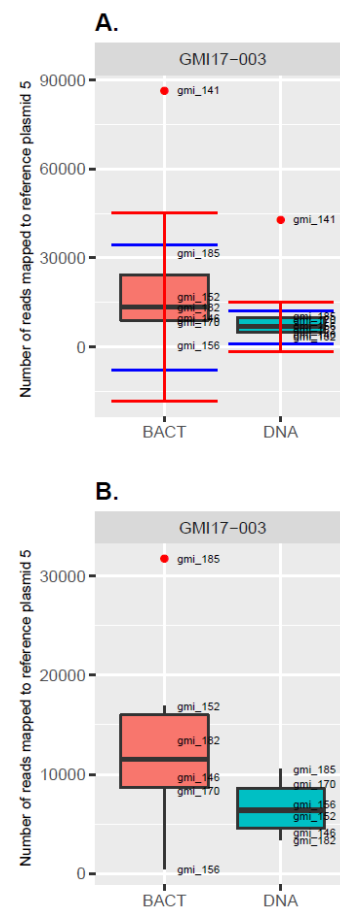 A.
GMI17-003
Number of reads mapped to reference plasmid 5
90000
60000
30000
0
gmi_141
gmi_185
gmi_152
gmi_182
gmi_146
gmi_170
gmi_156
gmi_141
gmi_185
gmi_182
BACT
DNA
B.
GMI17-003
Number of reads mapped to reference plasmid 5
30000
20000
10000
0
gmi_185
gmi_152
gmi_182
gmi_146
gmi_170
gmi_156
gmi_185
gmi_170
gmi_156
gmi_152
gmi_146
gmi_182
BACT
DNA